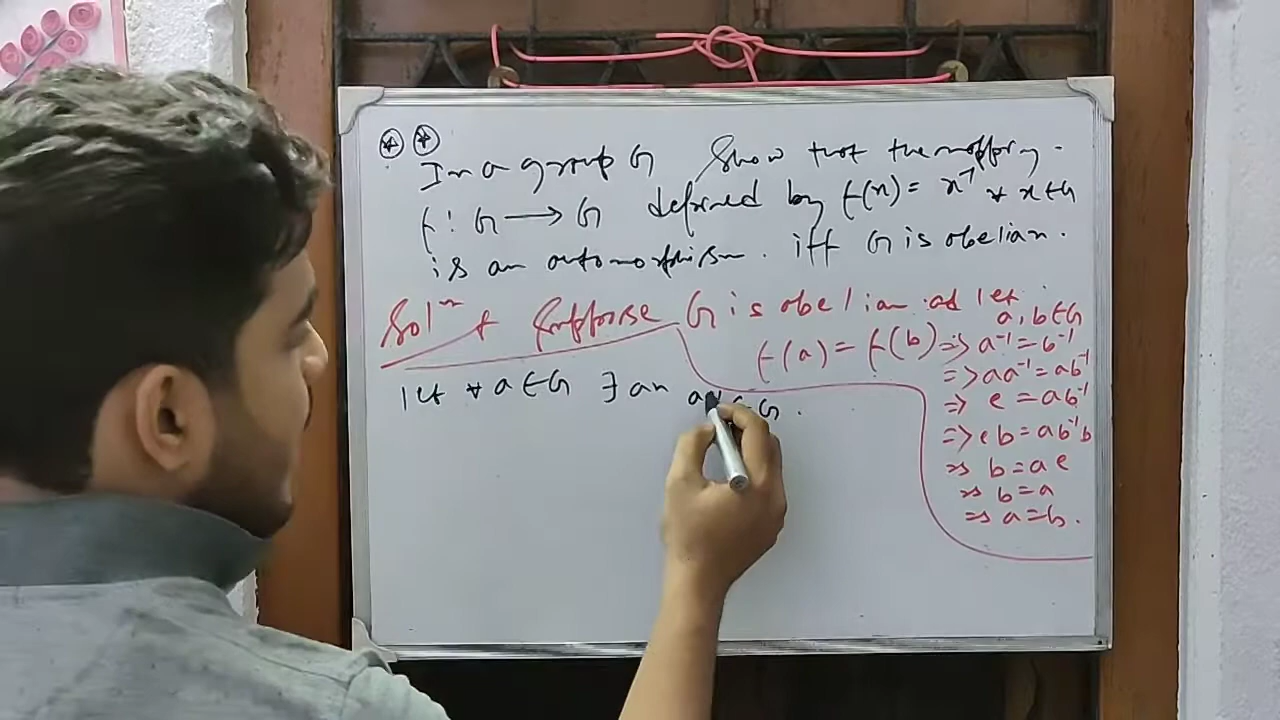 In a group G Show that the mapping.
f : G → G defined by f(x) = x⁻¹ ∀ x ∈ G
is an automorphism. iff G is abelian.
Solⁿ Suppose G is abelian and let a, b ∈ G
f(a) = f(b) => a⁻¹ = b⁻¹
=> aa⁻¹ = ab⁻¹
=> e = ab⁻¹
=> eb = ab⁻¹b
=> b = ae
=> b = a
=> a = b.
let ∀ a ∈ G ∃ an a ∈ G.